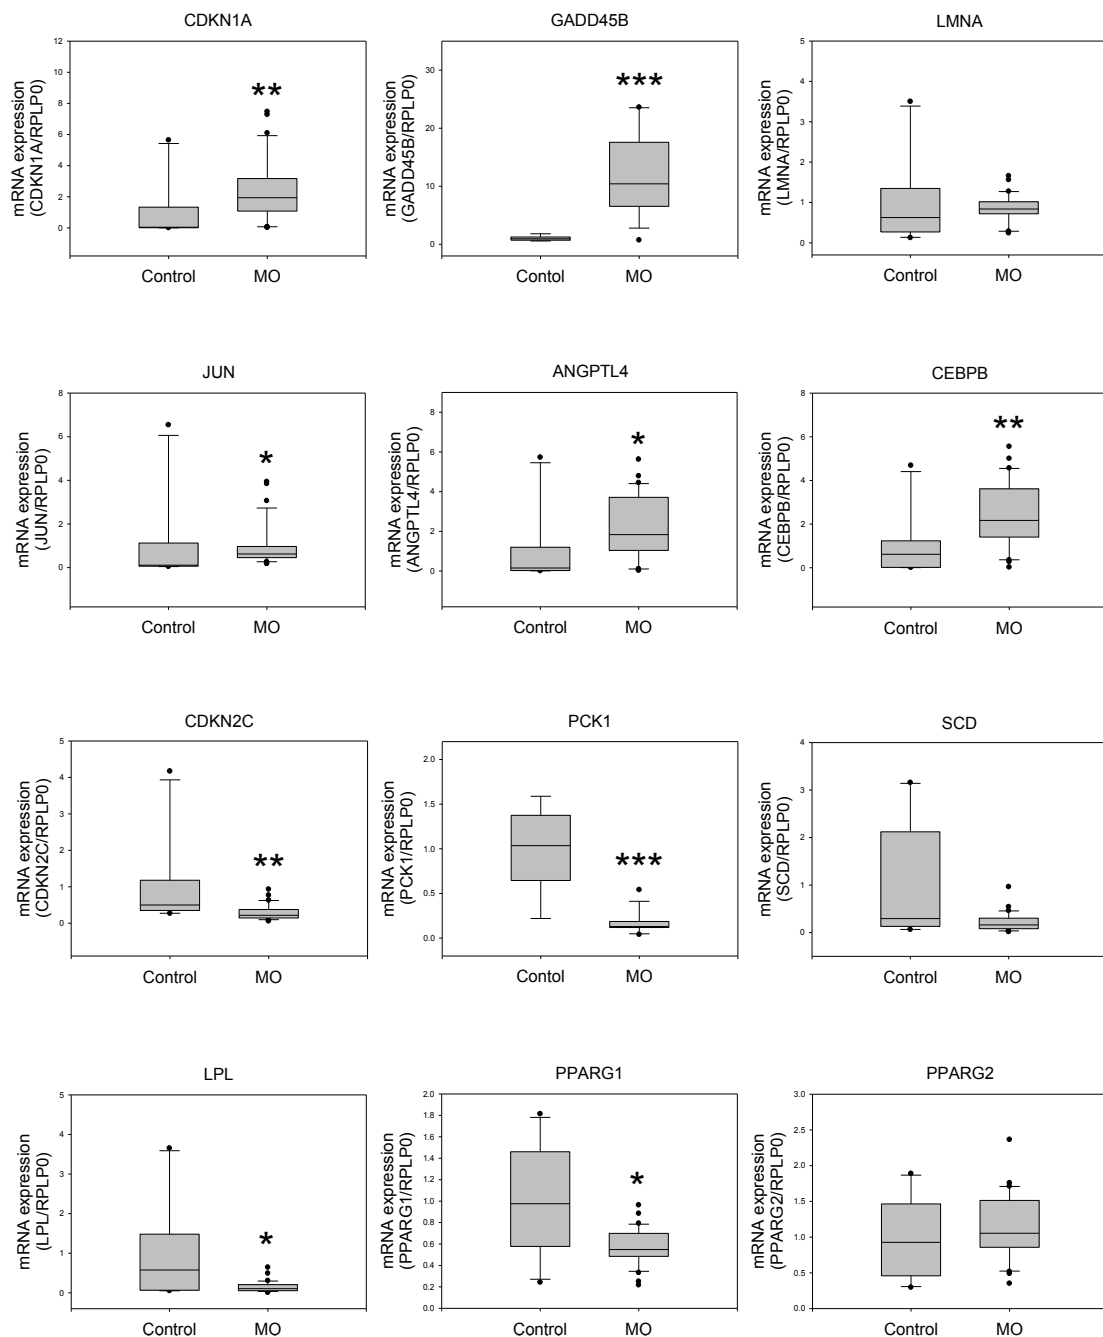 CDKN1A
mRNA expression
(CDKN1A/RPLP0)
12
10
8
6
4
2
0
**
Control MO
GADD45B
mRNA expression
(GADD45B/RPLP0)
30
20
10
0
***
Contol MO
LMNA
mRNA expression
(LMNA/RPLP0)
5
4
3
2
1
0
Control MO
JUN
mRNA expression
(JUN/RPLP0)
8
6
4
2
0
*
Control MO
ANGPTL4
mRNA expression
(ANGPTL4/RPLP0)
8
6
4
2
0
*
Control MO
CEBPB
mRNA expression
(CEBPB/RPLP0)
8
6
4
2
0
**
Control MO
CDKN2C
mRNA expression
(CDKN2C/RPLP0)
5
4
3
2
1
0
**
Control MO
PCK1
mRNA expression
(PCK1/RPLP0)
2.0
1.5
1.0
0.5
0.0
***
Contol MO
SCD
mRNA expression
(SCD/RPLP0)
4
3
2
1
0
Control MO
LPL
mRNA expression
(LPL/RPLP0)
5
4
3
2
1
0
*
Control MO
PPARG1
mRNA expression
(PPARG1/RPLP0)
2.0
1.8
1.6
1.4
1.2
1.0
0.8
0.6
0.4
0.2
0.0
*
Control MO
PPARG2
mRNA expression
(PPARG2/RPLP0)
3.0
2.5
2.0
1.5
1.0
0.5
0.0
Control MO